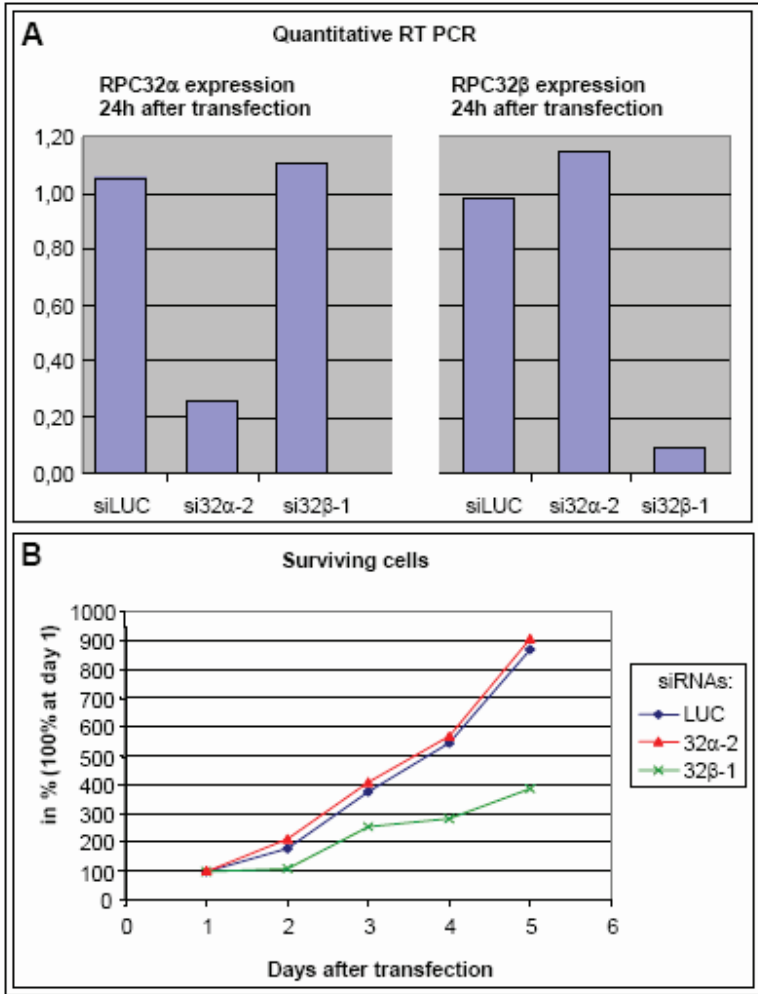 A
Quantitative RT PCR
RPC32α expression
24h after transfection
RPC32β expression
24h after transfection
1,20
1,00
0,80
0,60
0,40
0,20
0,00
siLUC si32α-2 si32β-1
siLUC si32α-2 si32β-1
B
Surviving cells
in % (100% at day 1)
1000
900
800
700
600
500
400
300
200
100
0
0 1 2 3 4 5 6
Days after transfection
siRNAs:
LUC
32α-2
32β-1